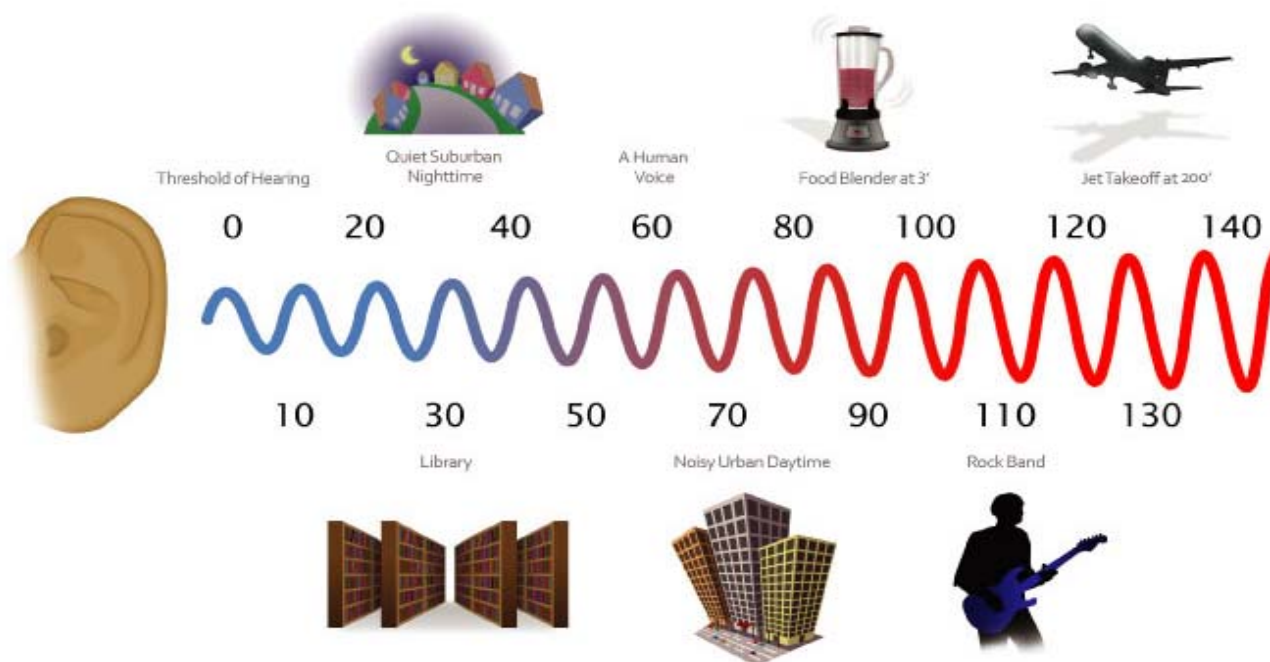 Threshold of Hearing
Quiet Suburban
Nighttime
A Human
Voice
Food Blender at 3'
Jet Takeoff at 200'
0 20 40 60 80 100 120 140
10 30 50 70 90 110 130
Library
Noisy Urban Daytime
Rock Band